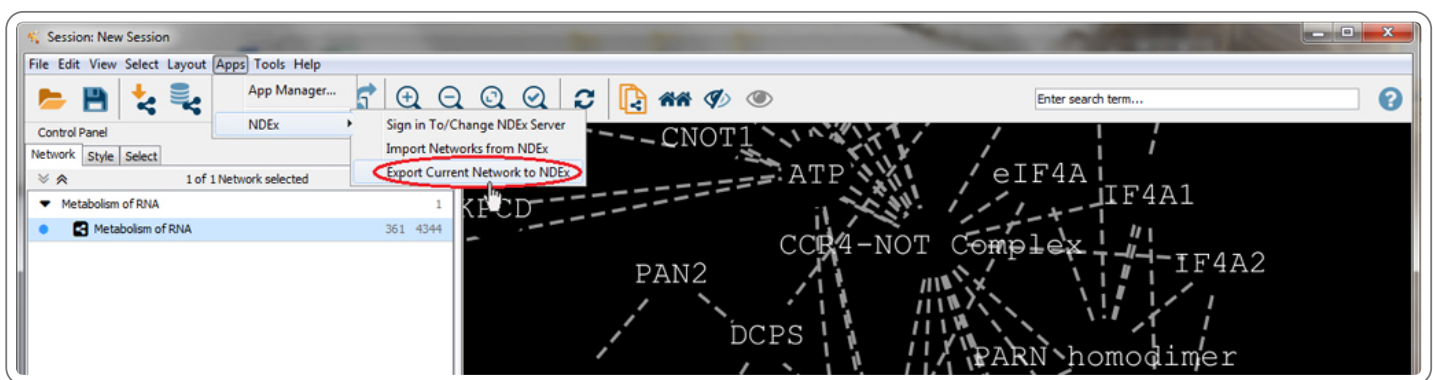 Session: New Session
File Edit View Select Layout Apps Tools Help
App Manager...
NDEx
Sign in To/Change NDEx Server
Import Networks from NDEx
Export Current Network to NDEx
Enter search term...
?
Control Panel
Network Style Select
1 of 1 Network selected
Metabolism of RNA 1
Metabolism of RNA 361 4344
CNOT1
ATP
eIF4A
IF4A1
CCR4-NOT Complex
IF4A2
PAN2
DCPS
PARN homodimer